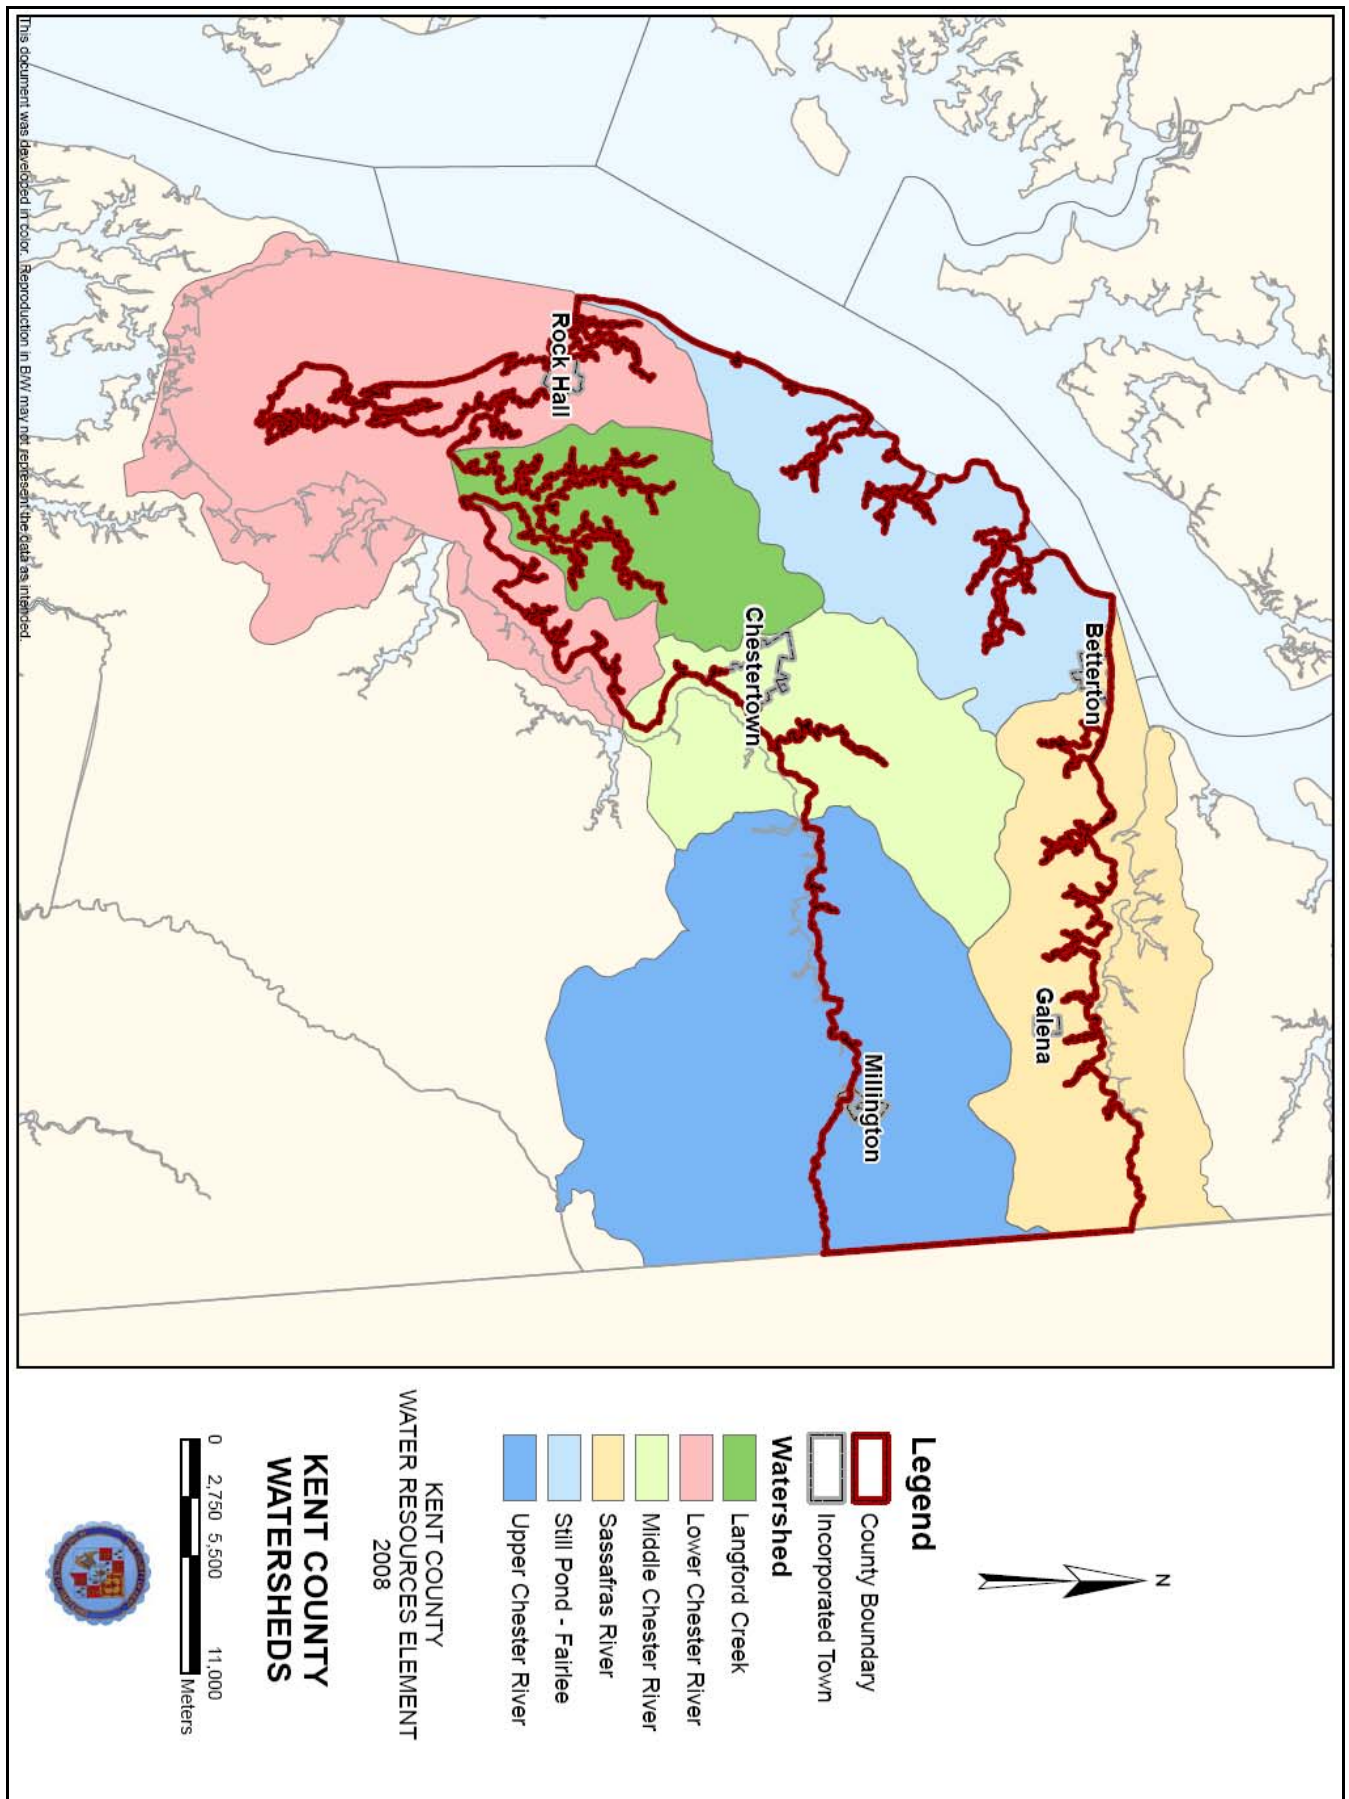 Rock Hall
Chestertown
Betterton
Galena
Millington
This document was developed in color. Reproduction in B/W may not represent the data as intended.
N
Legend
County Boundary
Incorporated Town
Watershed
Langford Creek
Lower Chester River
Middle Chester River
Sassafras River
Still Pond - Fairlee
Upper Chester River
KENT COUNTY
WATER RESOURCES ELEMENT
2008
KENT COUNTY
WATERSHEDS
0 2,750 5,500 11,000
Meters